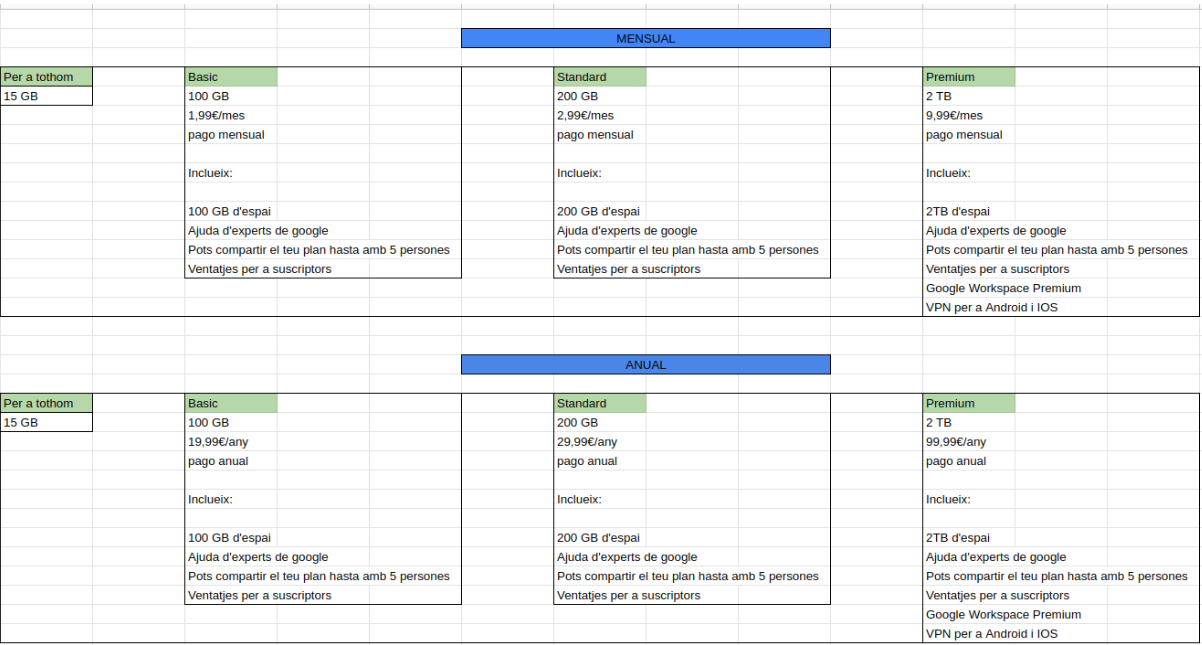 MENSUAL
Per a tothom
15 GB
Basic
100 GB
1,99€/mes
pago mensual
Inclueix:
100 GB d'espai
Ajuda d'experts de google
Pots compartir el teu plan hasta amb 5 persones
Ventatjes per a suscriptors
Standard
200 GB
2,99€/mes
pago mensual
Inclueix:
200 GB d'espai
Ajuda d'experts de google
Pots compartir el teu plan hasta amb 5 persones
Ventatjes per a suscriptors
Premium
2 TB
9,99€/mes
pago mensual
Inclueix:
2TB d'espai
Ajuda d'experts de google
Pots compartir el teu plan hasta amb 5 persones
Ventatjes per a suscriptors
Google Workspace Premium
VPN per a Android i IOS
ANUAL
Per a tothom
15 GB
Basic
100 GB
19,99€/any
pago anual
Inclueix:
100 GB d'espai
Ajuda d'experts de google
Pots compartir el teu plan hasta amb 5 persones
Ventatjes per a suscriptors
Standard
200 GB
29,99€/any
pago anual
Inclueix:
200 GB d'espai
Ajuda d'experts de google
Pots compartir el teu plan hasta amb 5 persones
Ventatjes per a suscriptors
Premium
2 TB
99,99€/any
pago anual
Inclueix:
2TB d'espai
Ajuda d'experts de google
Pots compartir el teu plan hasta amb 5 persones
Ventatjes per a suscriptors
Google Workspace Premium
VPN per a Android i IOS